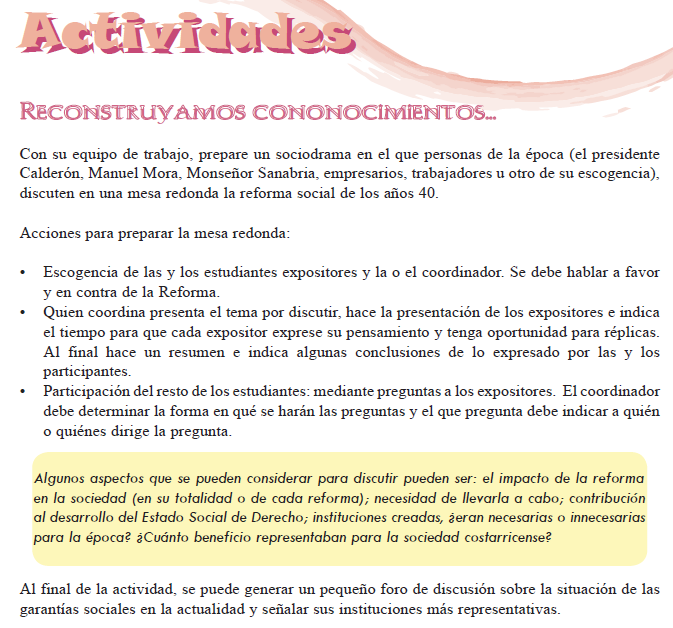 Actividades
Reconstruyamos cononocimientos...
Con su equipo de trabajo, prepare un sociodrama en el que personas de la época (el presidente
Calderón, Manuel Mora, Monseñor Sanabria, empresarios, trabajadores u otro de su escogencia),
discuten en una mesa redonda la reforma social de los años 40.
Acciones para preparar la mesa redonda:
• Escogencia de las y los estudiantes expositores y la o el coordinador. Se debe hablar a favor
y en contra de la Reforma.
• Quien coordina presenta el tema por discutir, hace la presentación de los expositores e indica
el tiempo para que cada expositor exprese su pensamiento y tenga oportunidad para réplicas.
Al final hace un resumen e indica algunas conclusiones de lo expresado por las y los
participantes.
• Participación del resto de los estudiantes: mediante preguntas a los expositores. El coordinador
debe determinar la forma en qué se harán las preguntas y el que pregunta debe indicar a quién
o quiénes dirige la pregunta.
Algunos aspectos que se pueden considerar para discutir pueden ser: el impacto de la reforma
en la sociedad (en su totalidad o de cada reforma); necesidad de llevarla a cabo; contribución
al desarrollo del Estado Social de Derecho; instituciones creadas, ¿eran necesarias o innecesarias
para la época? ¿Cuánto beneficio representaban para la sociedad costarricense?
Al final de la actividad, se puede generar un pequeño foro de discusión sobre la situación de las
garantías sociales en la actualidad y señalar sus instituciones más representativas.